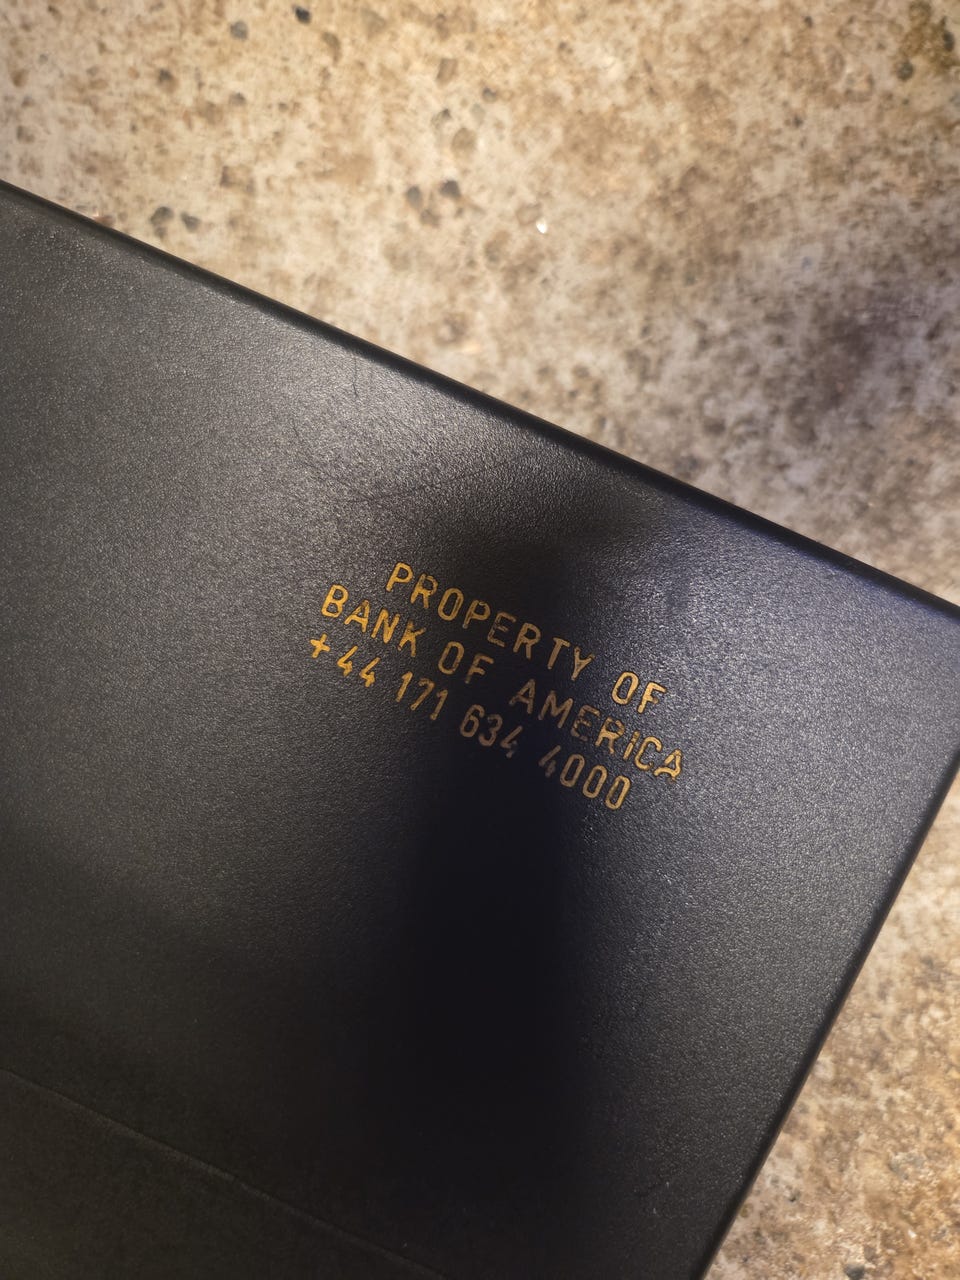 PROPERTY OF
BANK OF AMERICA
+44 171 634 4000